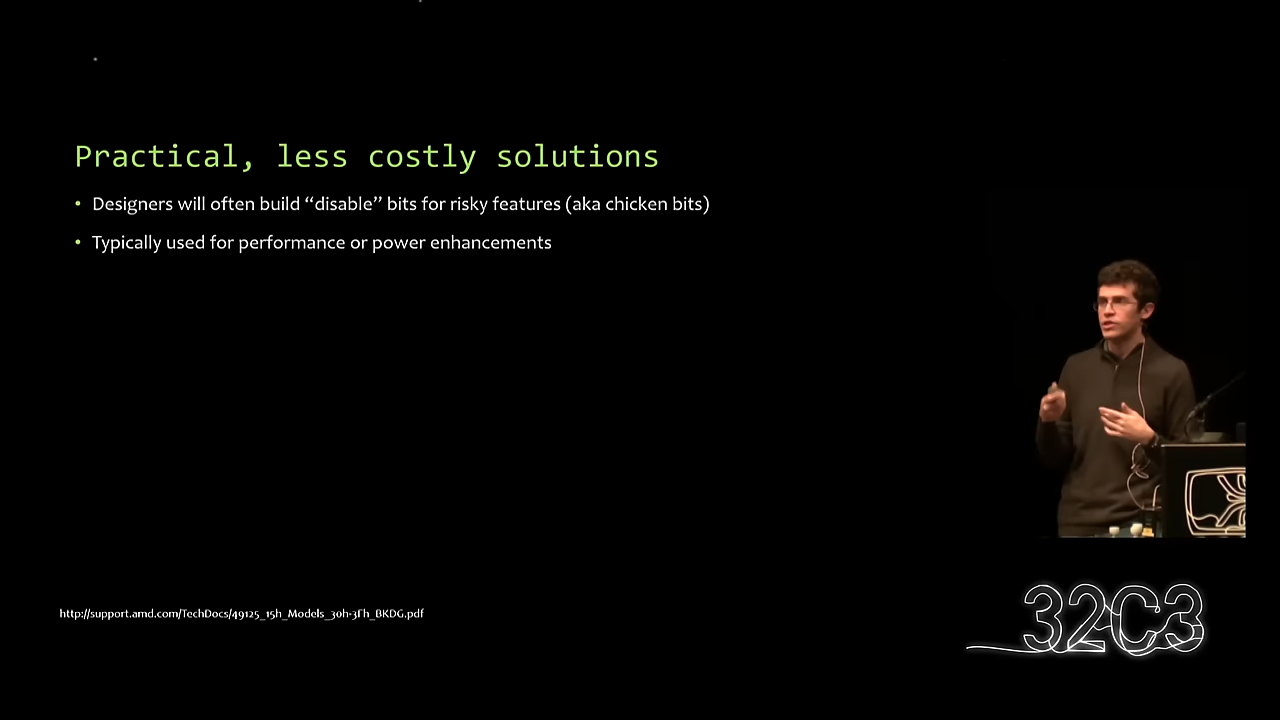 Practical, less costly solutions
• Designers will often build “disable” bits for risky features (aka chicken bits)
• Typically used for performance or power enhancements
http://support.amd.com/TechDocs/49125_15h_Models_30h-3Fh_BKDG.pdf
32C3